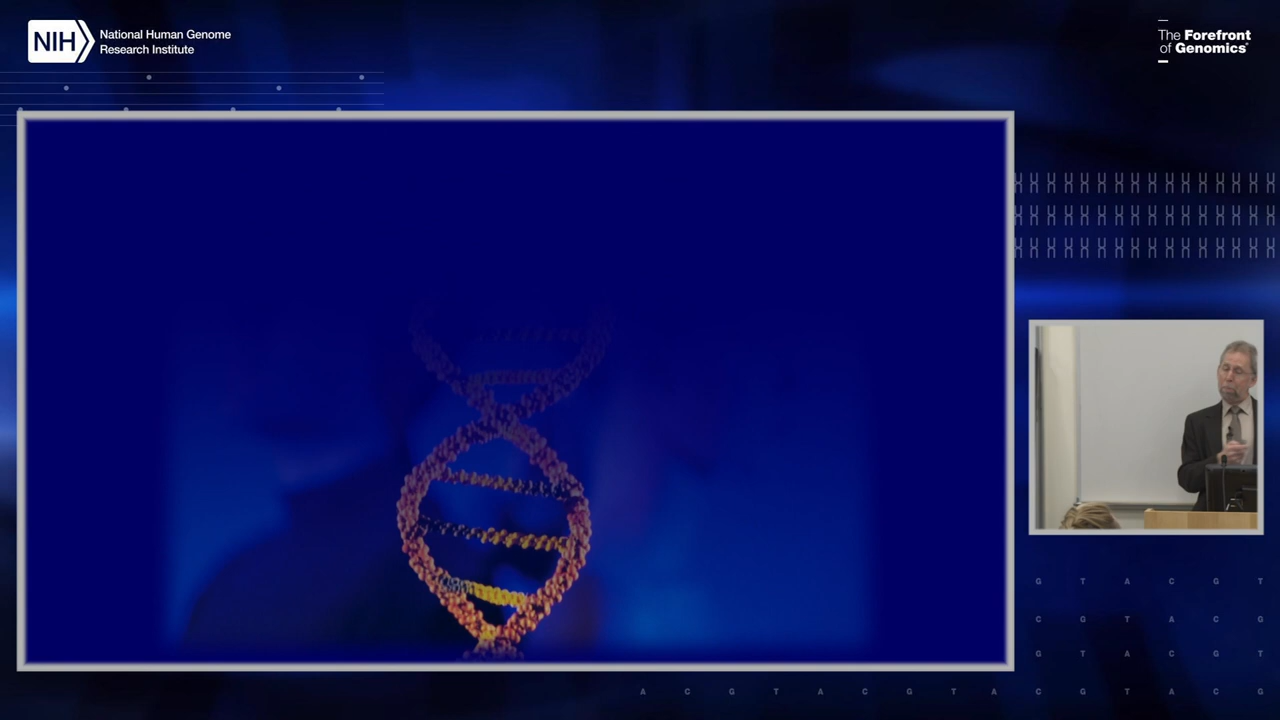 NIH
National Human Genome
Research Institute
The Forefront
of Genomics®
G T A C G T
C G T A C G
G T A C G T
A C G T A C G T A C G T A C G